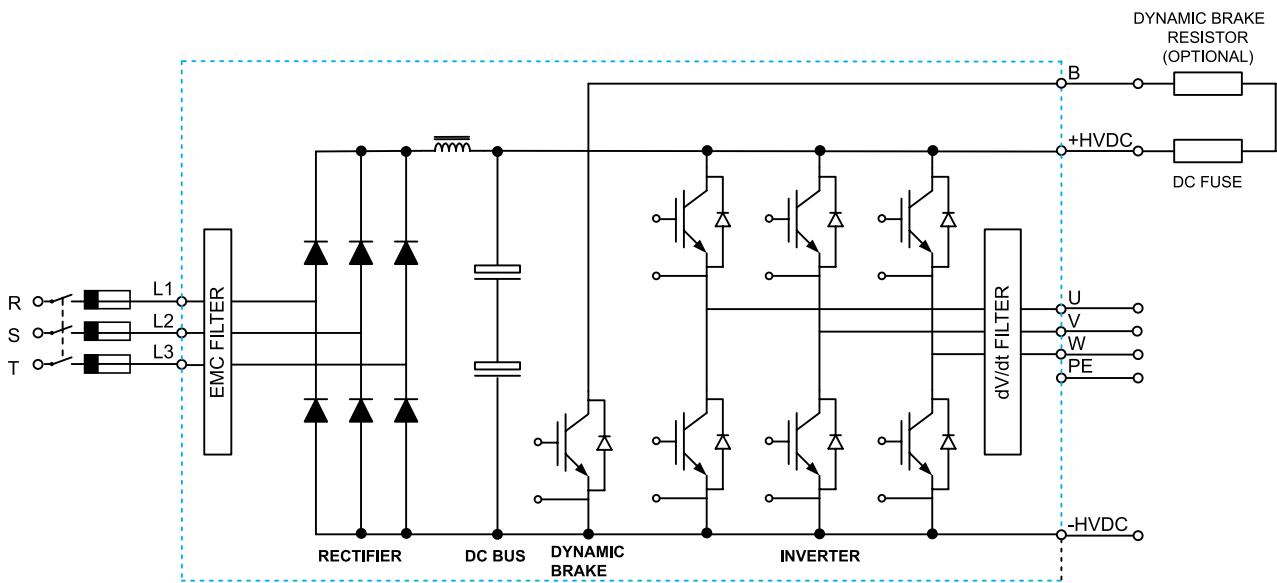 DYNAMIC BRAKE
RESISTOR
(OPTIONAL)
B
+HVDC
DC FUSE
R
S
T
L1
L2
L3
EMC FILTER
dV/dt FILTER
U
V
W
PE
-HVDC
RECTIFIER
DC BUS
DYNAMIC
BRAKE
INVERTER